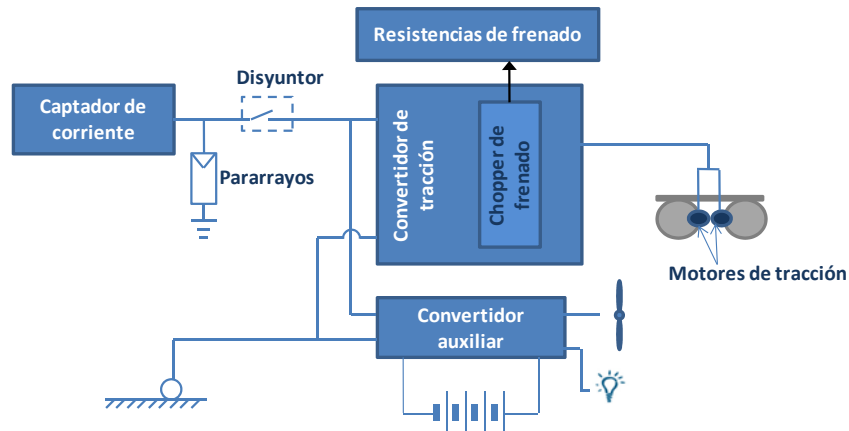 Resistencias de frenado
Disyuntor
Captador de
corriente
Pararrayos
Convertidor de
tracción
Chopper de
frenado
Motores de tracción
Convertidor
auxiliar